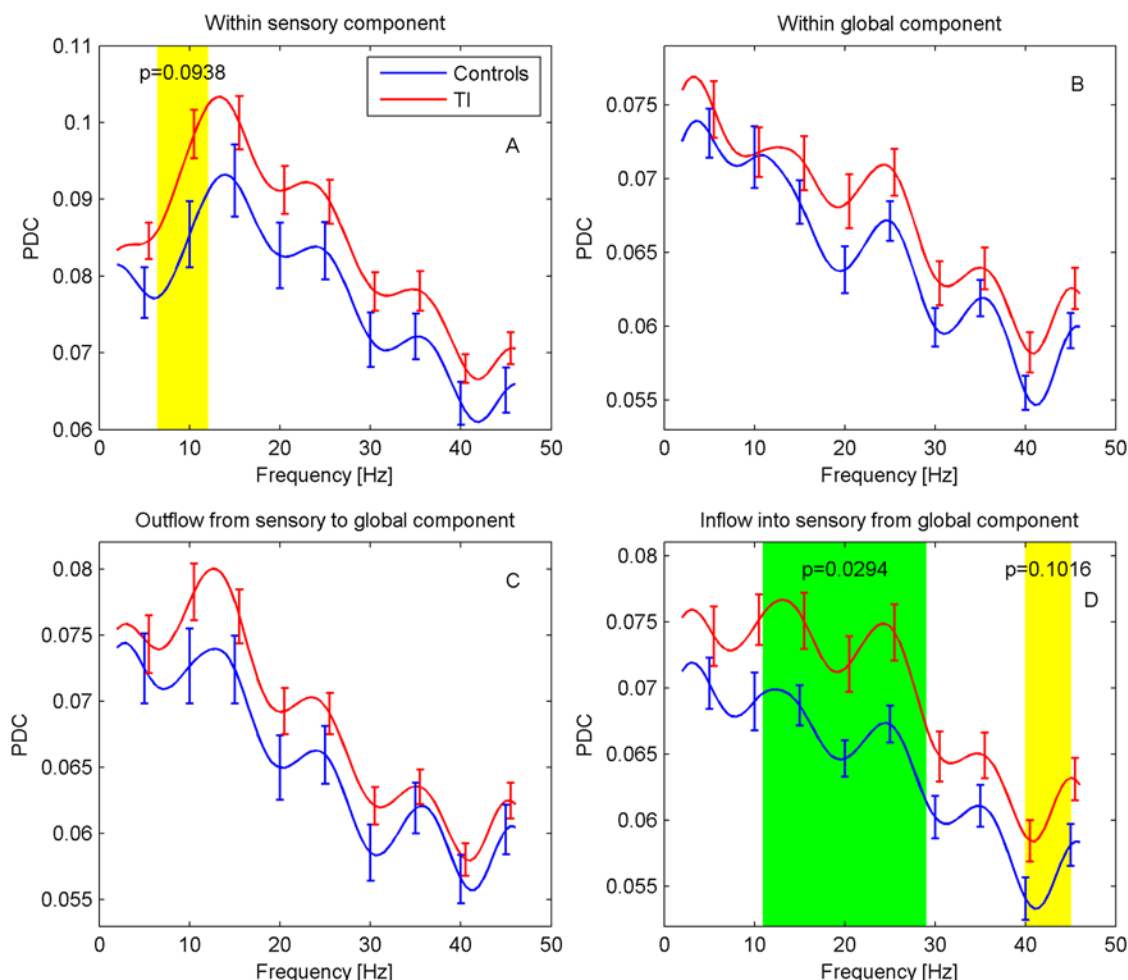 Within sensory component
0.11
0.1
0.09
0.08
0.07
0.06
PDC
p=0.0938
Controls
TI
A
0 10 20 30 40 50
Frequency [Hz]
Within global component
0.075
0.07
0.065
0.06
0.055
PDC
B
0 10 20 30 40 50
Frequency [Hz]
Outflow from sensory to global component
0.08
0.075
0.07
0.065
0.06
0.055
PDC
C
0 10 20 30 40 50
Frequency [Hz]
Inflow into sensory from global component
0.08
0.075
0.07
0.065
0.06
0.055
PDC
p=0.0294
p=0.1016
D
0 10 20 30 40 50
Frequency [Hz]